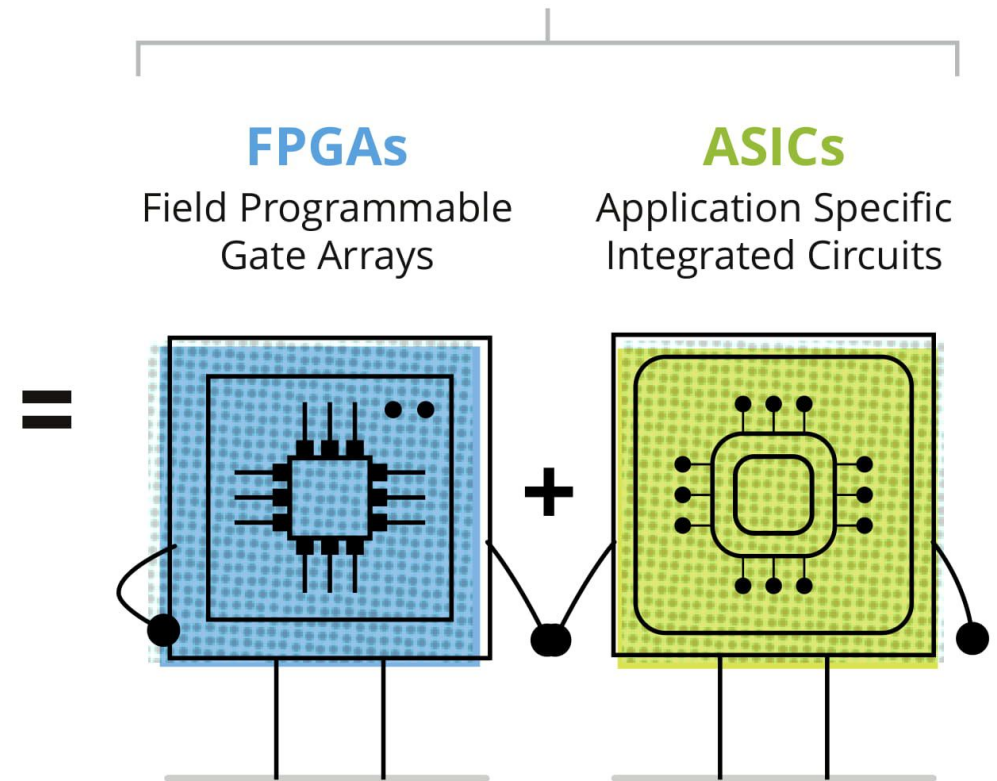 FPGAs
Field Programmable
Gate Arrays
ASICs
Application Specific
Integrated Circuits
=
+